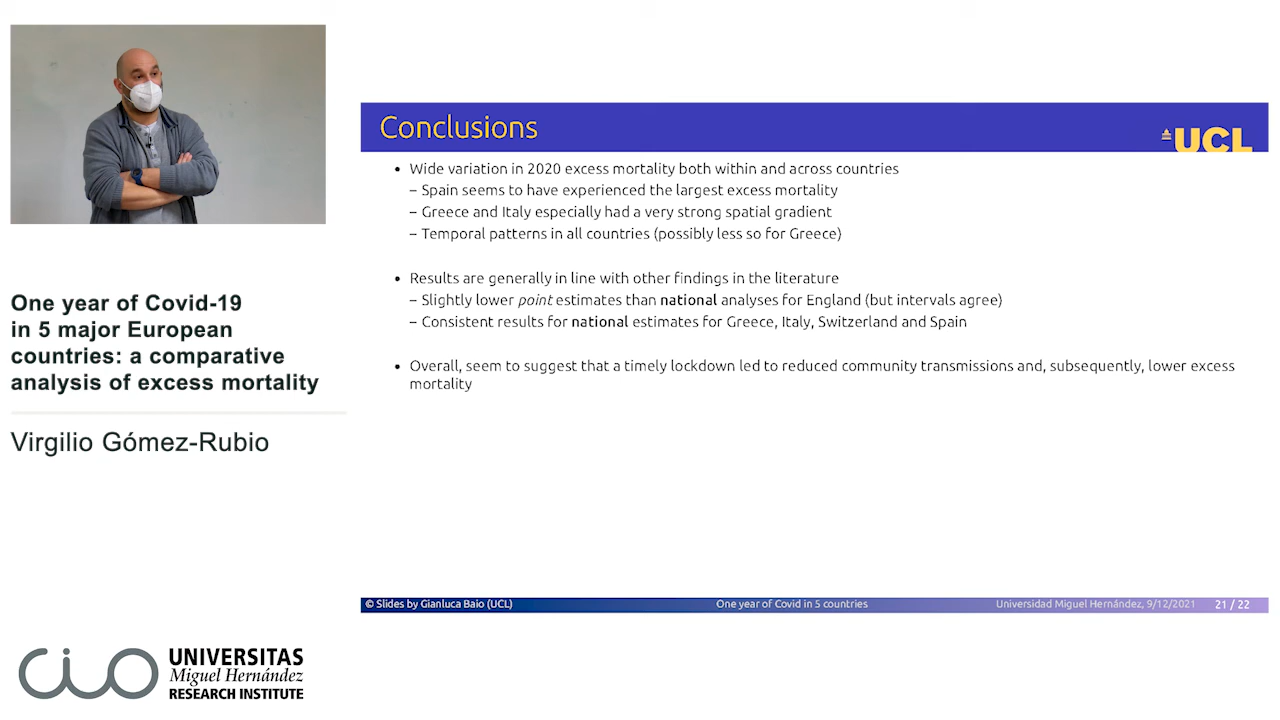 One year of Covid-19
in 5 major European
countries: a comparative
analysis of excess mortality
Virgilio Gómez-Rubio
CIO
UNIVERSITAS
Miguel Hernández
RESEARCH INSTITUTE
Conclusions
UCL
• Wide variation in 2020 excess mortality both within and across countries
– Spain seems to have experienced the largest excess mortality
– Greece and Italy especially had a very strong spatial gradient
– Temporal patterns in all countries (possibly less so for Greece)
• Results are generally in line with other findings in the literature
– Slightly lower point estimates than national analyses for England (but intervals agree)
– Consistent results for national estimates for Greece, Italy, Switzerland and Spain
• Overall, seem to suggest that a timely lockdown led to reduced community transmissions and, subsequently, lower excess
mortality
© Slides by Gianluca Baio (UCL) One year of Covid in 5 countries Universidad Miguel Hernández, 9/12/2021 21 / 22